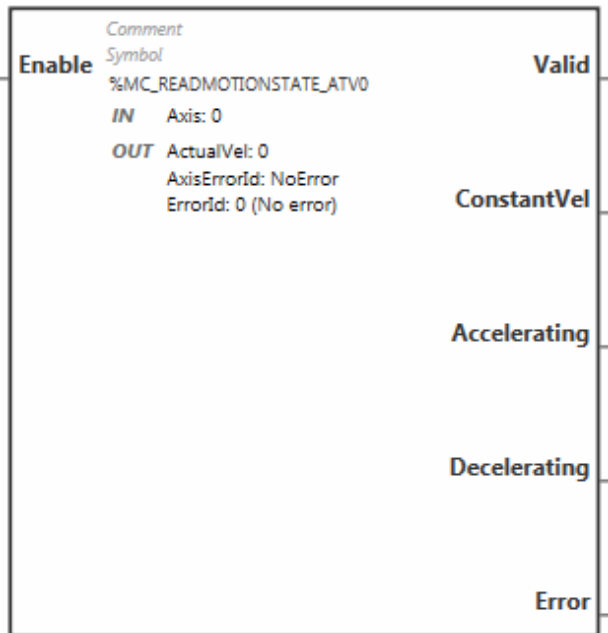 Comment
Enable Symbol Valid
%MC_READMOTIONSTATE_ATV0
IN Axis: 0
OUT ActualVel: 0
AxisErrorId: NoError
ErrorId: 0 (No error)
ConstantVel
Accelerating
Decelerating
Error